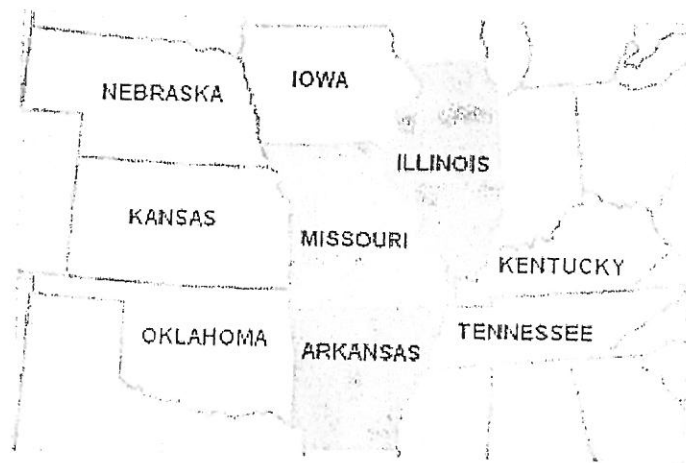 NEBRASKA
IOWA
ILLINOIS
KANSAS
MISSOURI
KENTUCKY
OKLAHOMA
ARKANSAS
TENNESSEE